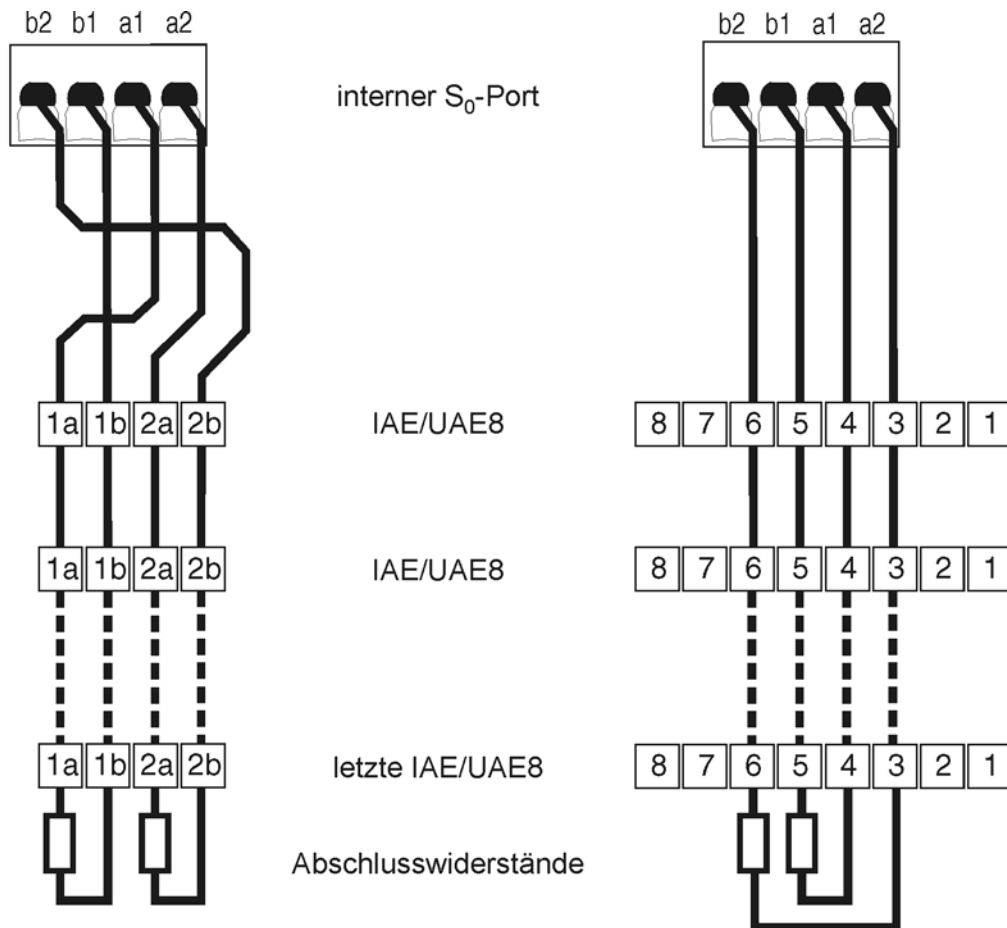 b2 b1 a1 a2
b2 b1 a1 a2
interner S₀-Port
1a 1b 2a 2b
IAE/UAE8
8 7 6 5 4 3 2 1
1a 1b 2a 2b
IAE/UAE8
8 7 6 5 4 3 2 1
1a 1b 2a 2b
letzte IAE/UAE8
8 7 6 5 4 3 2 1
Abschlusswiderstände